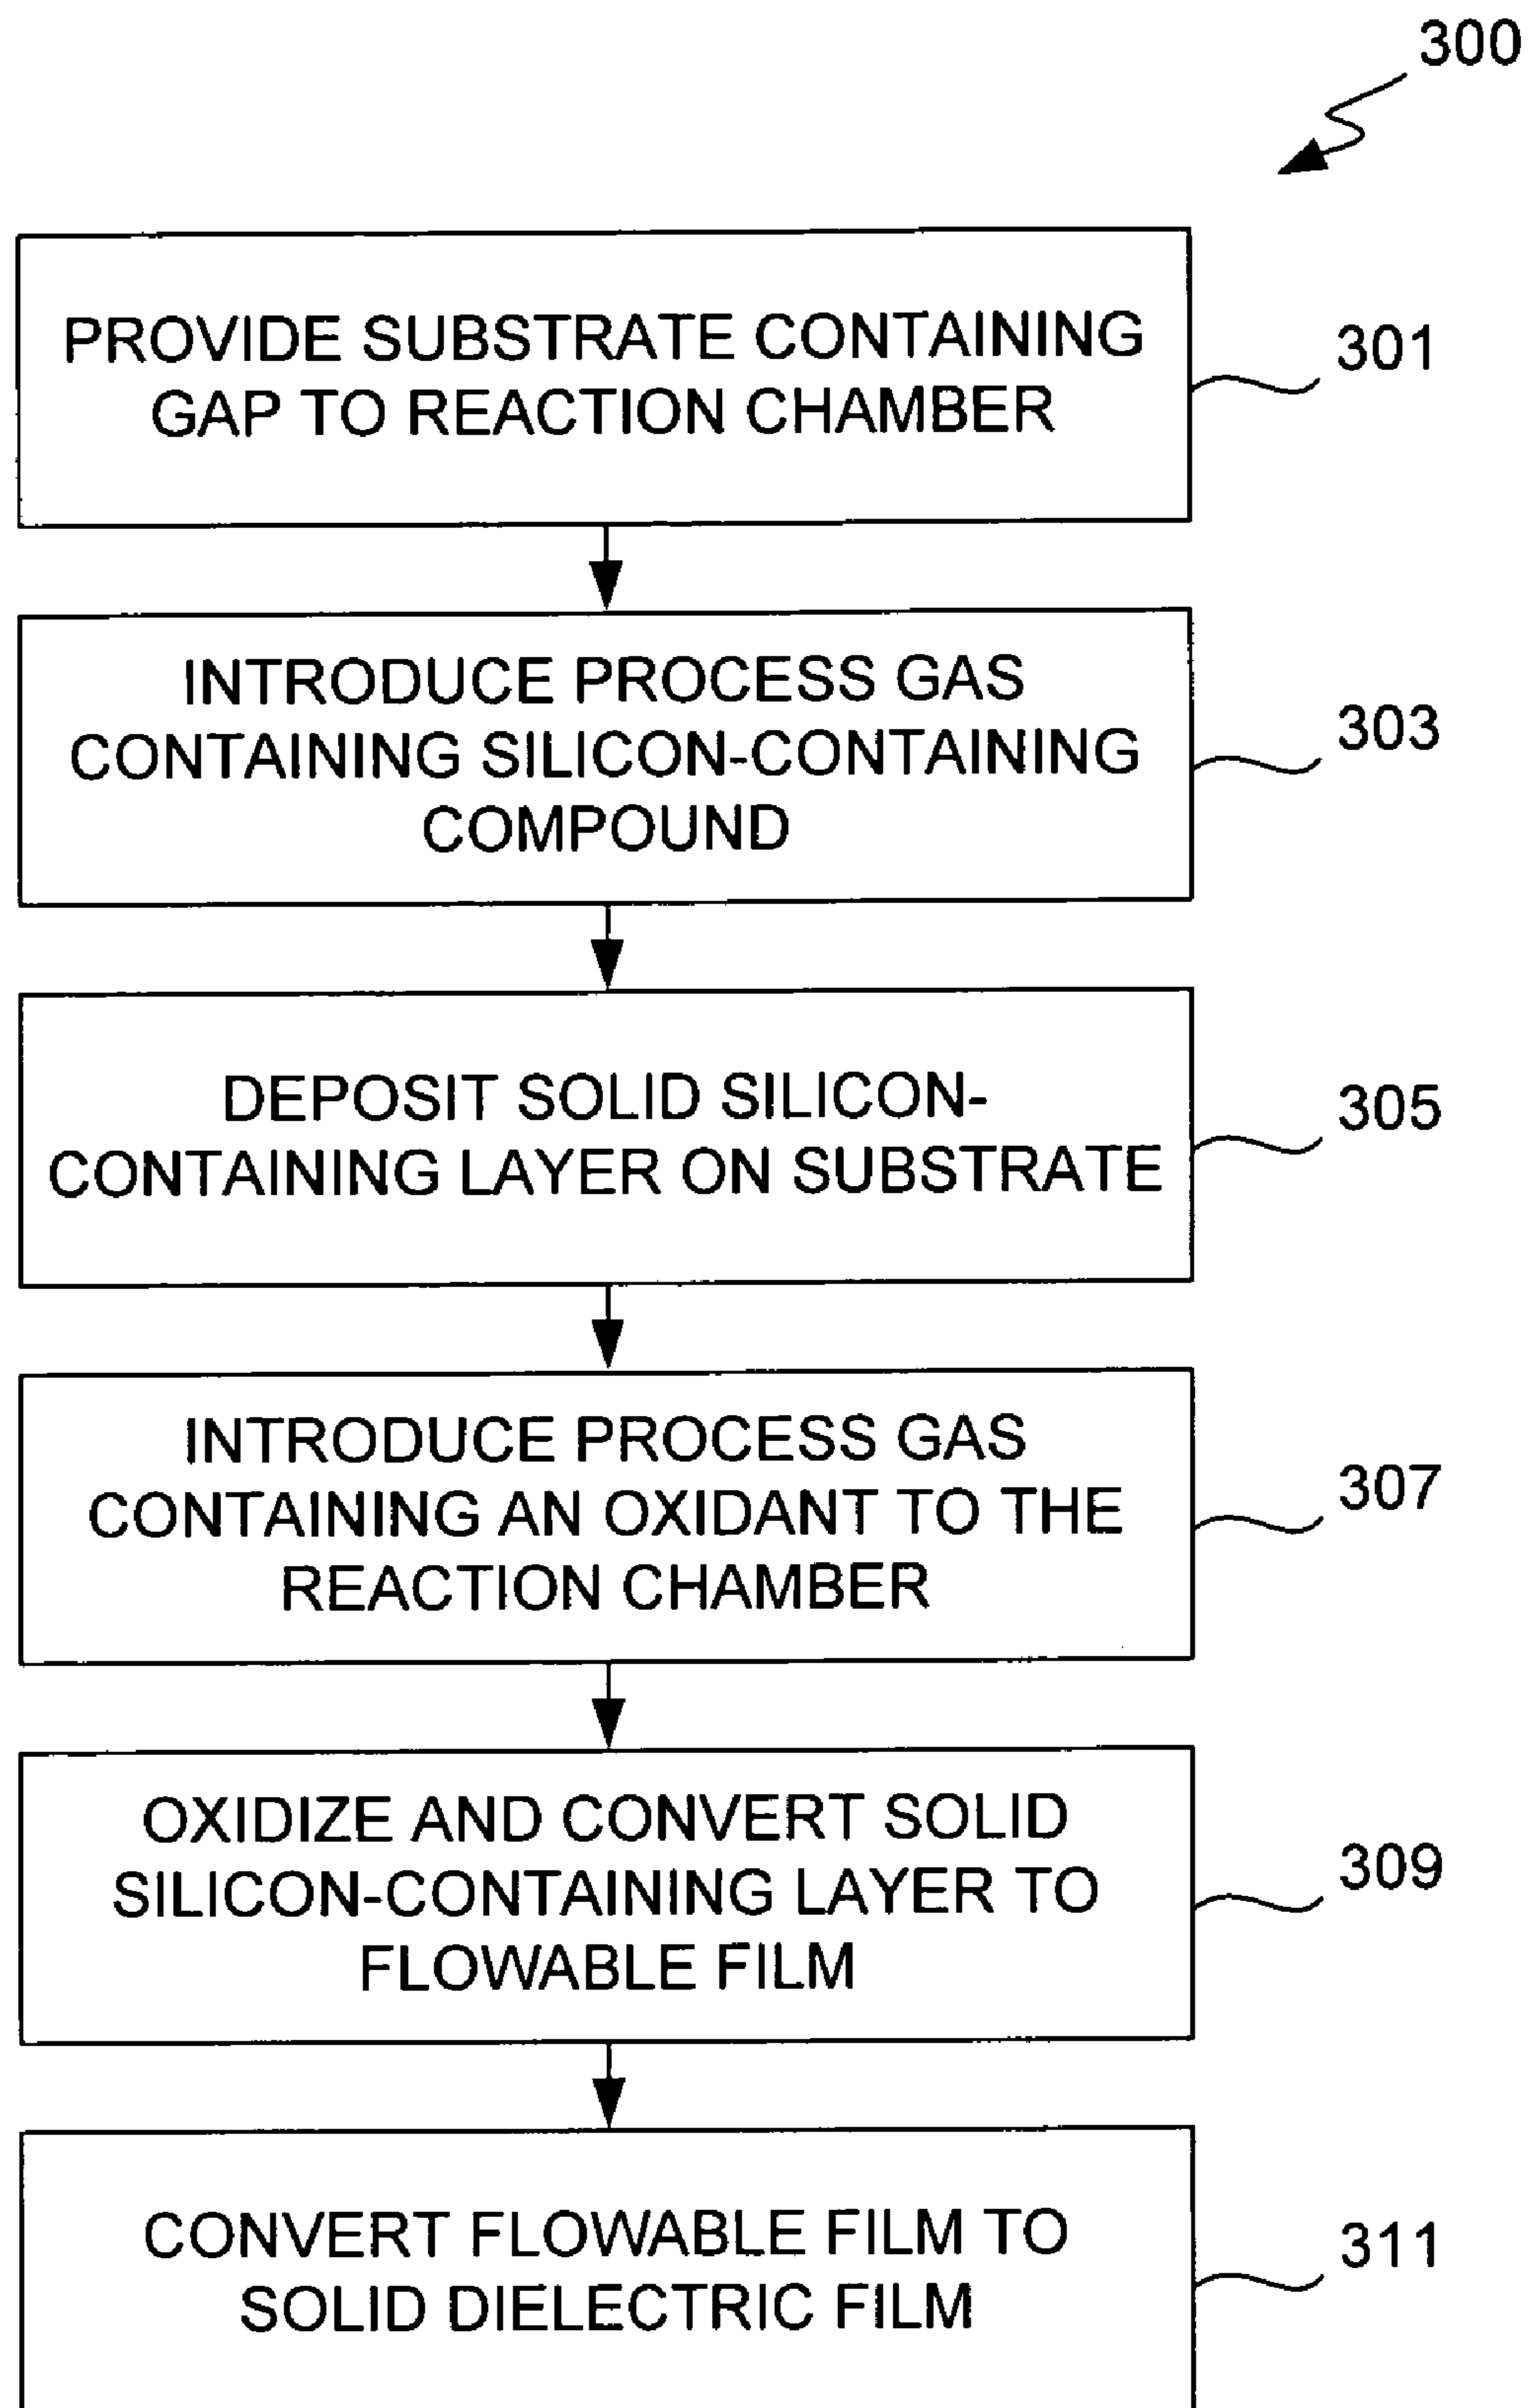 300
PROVIDE SUBSTRATE CONTAINING
GAP TO REACTION CHAMBER
301
INTRODUCE PROCESS GAS
CONTAINING SILICON-CONTAINING
COMPOUND
303
DEPOSIT SOLID SILICON-
CONTAINING LAYER ON SUBSTRATE
305
INTRODUCE PROCESS GAS
CONTAINING AN OXIDANT TO THE
REACTION CHAMBER
307
OXIDIZE AND CONVERT SOLID
SILICON-CONTAINING LAYER TO
FLOWABLE FILM
309
CONVERT FLOWABLE FILM TO
SOLID DIELECTRIC FILM
311